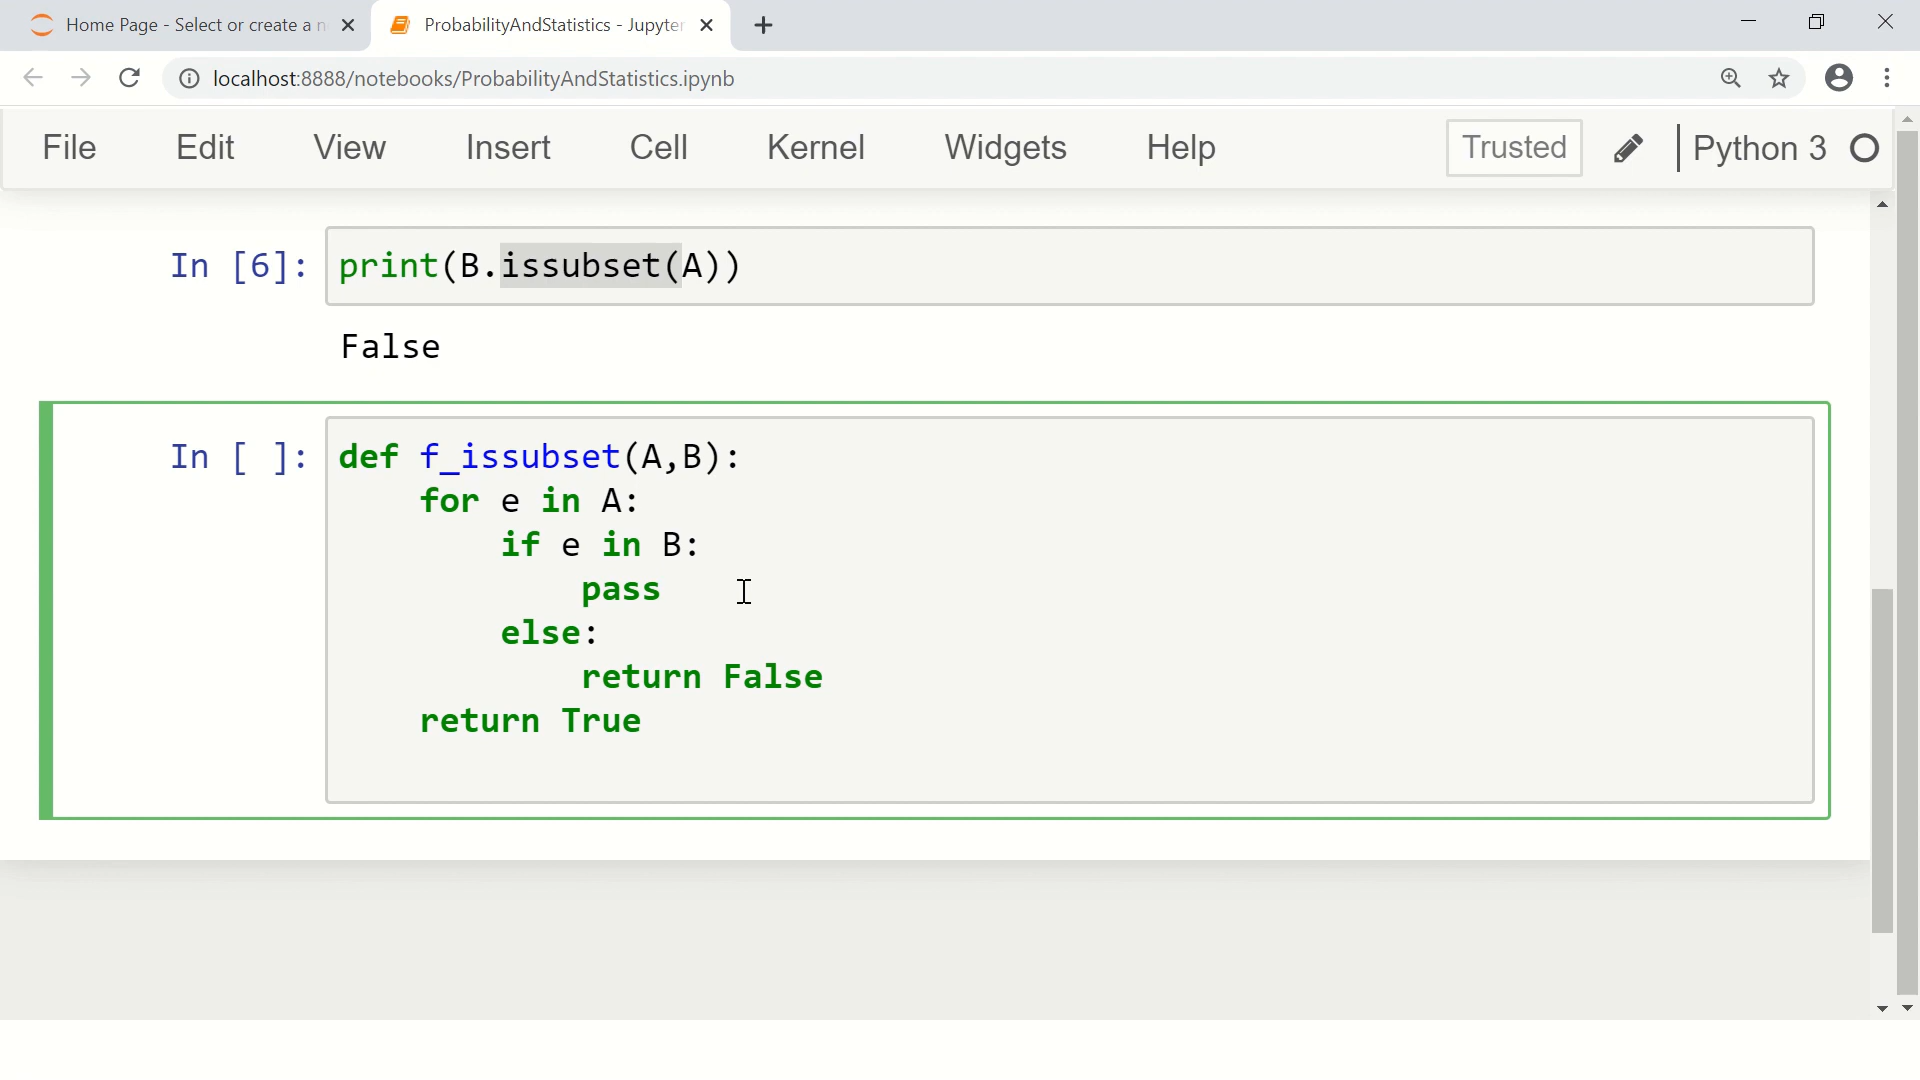 Home Page - Select or create a n
ProbabilityAndStatistics - Jupyter
localhost:8888/notebooks/ProbabilityAndStatistics.ipynb
File Edit View Insert Cell Kernel Widgets Help Trusted Python 3
In [6]: print(B.issubset(A))
False
In [ ]: def f_issubset(A,B):
for e in A:
if e in B:
pass
else:
return False
return True